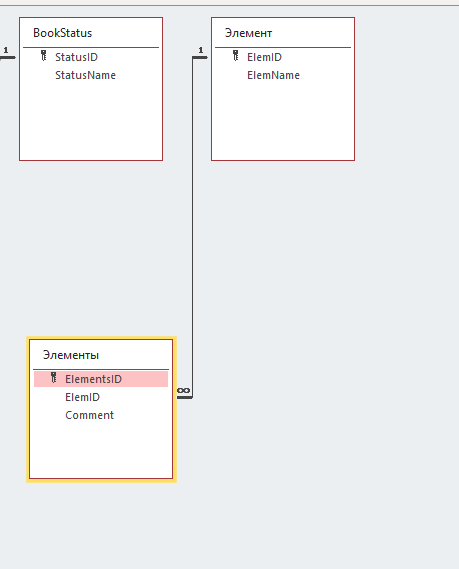 BookStatus
1
StatusID
StatusName
Элемент
1
ElemID
ElemName
Элементы
ElementsID
ElemID
Comment
∞